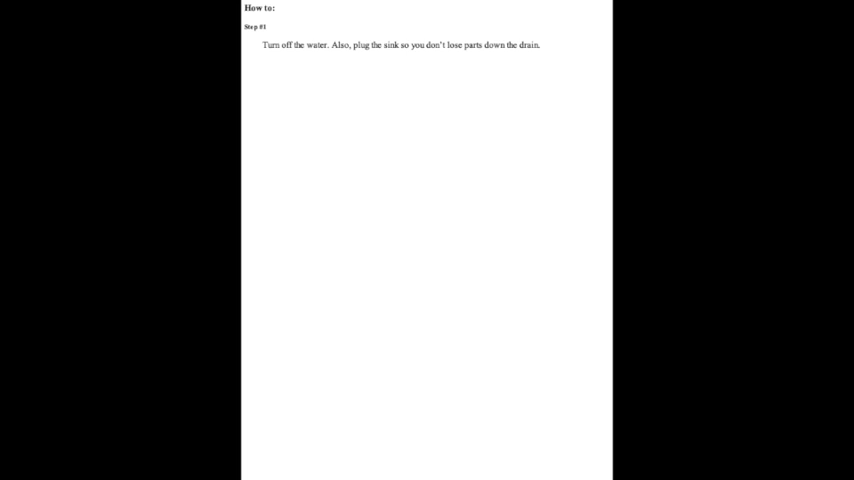 How to:
Step #1
Turn off the water. Also, plug the sink so you don't lose parts down the drain.